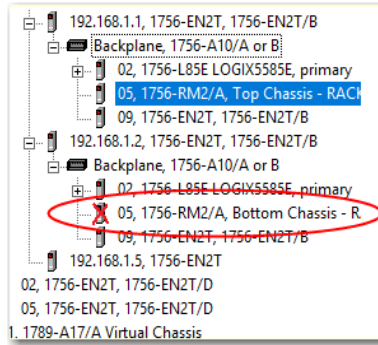 192.168.1.1, 1756-EN2T, 1756-EN2T/B
Backplane, 1756-A10/A or B
02, 1756-L85E LOGIX5585E, primary
05, 1756-RM2/A, Top Chassis - RACK
09, 1756-EN2T, 1756-EN2T/B
192.168.1.2, 1756-EN2T, 1756-EN2T/B
Backplane, 1756-A10/A or B
02, 1756-L85E LOGIX5585E, primary
05, 1756-RM2/A, Bottom Chassis - R
09, 1756-EN2T, 1756-EN2T/B
192.168.1.5, 1756-EN2T
02, 1756-EN2T, 1756-EN2T/D
05, 1756-EN2T, 1756-EN2T/D
1. 1789-A17/A Virtual Chassis